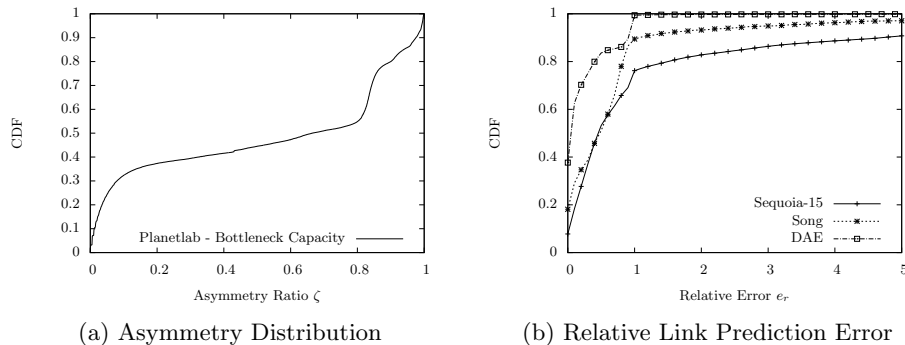 1
0.9
0.8
0.7
0.6
0.5
0.4
0.3
0.2
0.1
0
CDF
Planetlab - Bottleneck Capacity
0 0.2 0.4 0.6 0.8 1
Asymmetry Ratio ζ
(a) Asymmetry Distribution
1
0.8
0.6
0.4
0.2
0
CDF
Sequoia-15
Song
DAE
0 1 2 3 4 5
Relative Error e_r
(b) Relative Link Prediction Error